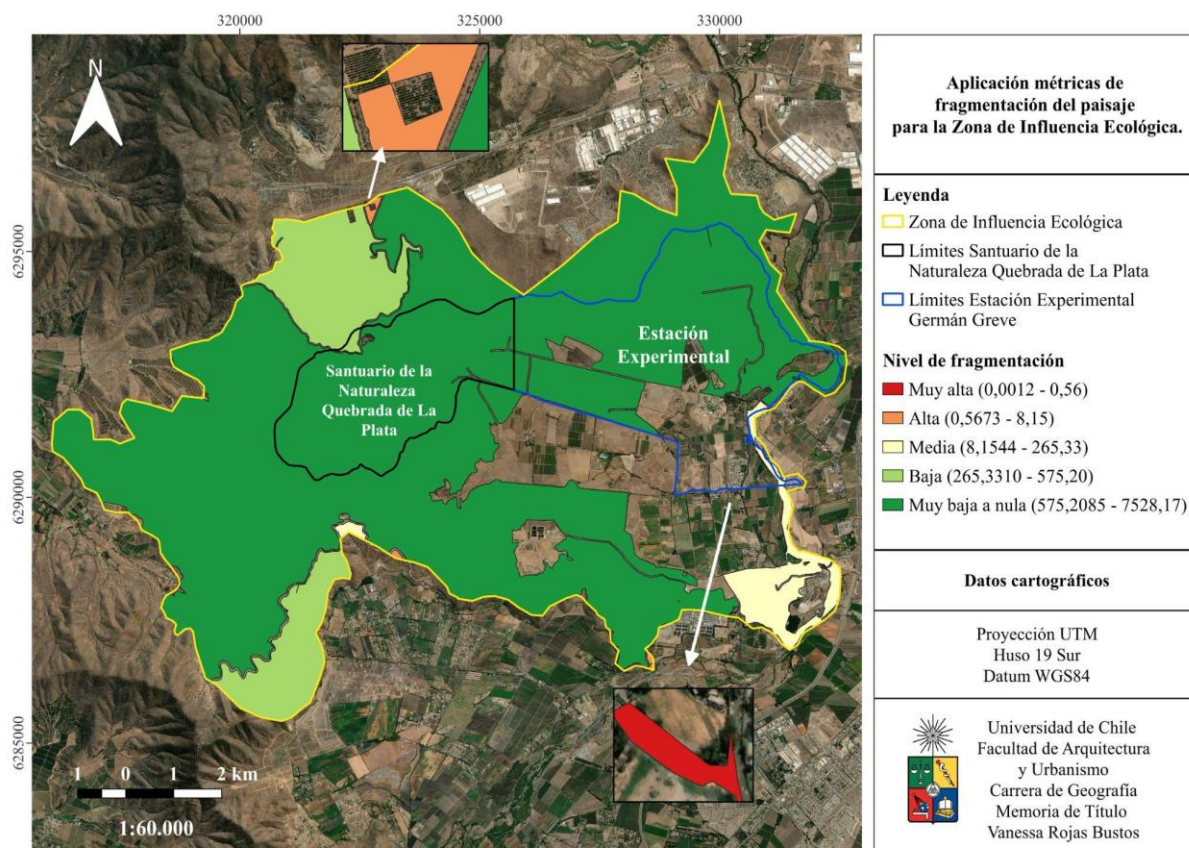 320000
325000
330000
6295000
6290000
6285000
N
Santuario de la
Naturaleza
Quebrada de La
Plata
Estación
Experimental
1 0 1 2 km
1:60.000
Aplicación métricas de
fragmentación del paisaje
para la Zona de Influencia Ecológica.
Leyenda
Zona de Influencia Ecológica
Límites Santuario de la
Naturaleza Quebrada de La Plata
Límites Estación Experimental
Germán Greve
Nivel de fragmentación
Muy alta (0,0012 - 0,56)
Alta (0,5673 - 8,15)
Media (8,1544 - 265,33)
Baja (265,3310 - 575,20)
Muy baja a nula (575,2085 - 7528,17)
Datos cartográficos
Proyección UTM
Huso 19 Sur
Datum WGS84
Universidad de Chile
Facultad de Arquitectura
y Urbanismo
Carrera de Geografía
Memoria de Título
Vanessa Rojas Bustos